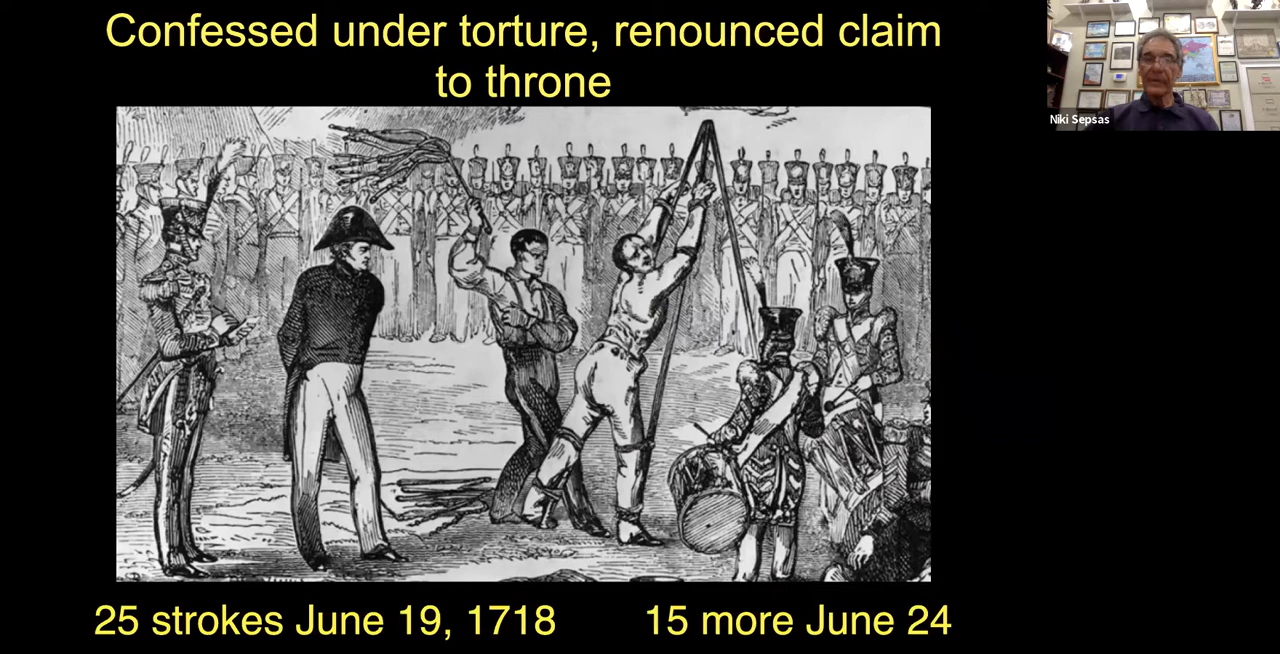 Confessed under torture, renounced claim
to throne
Niki Sepsas
25 strokes June 19, 1718 15 more June 24